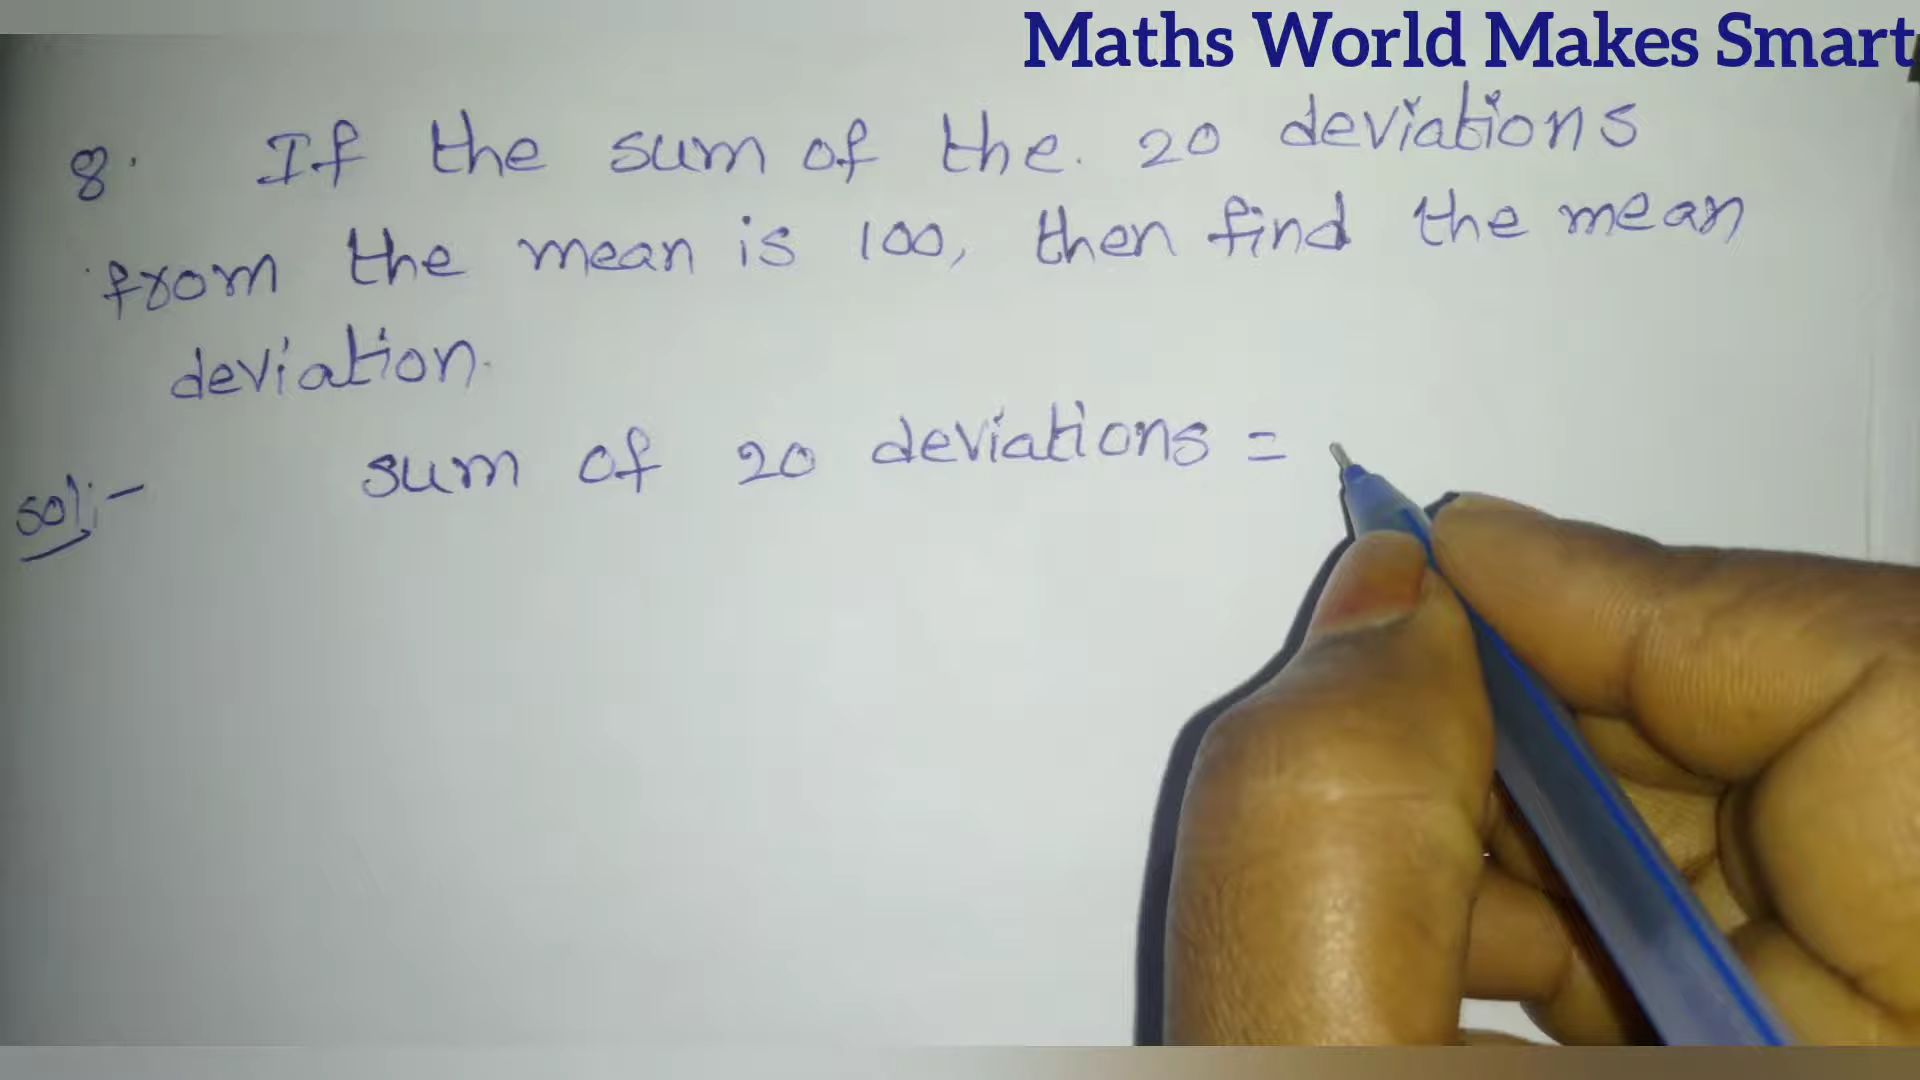 Maths World Makes Smart
8. If the sum of the 20 deviations
from the mean is 100, then find the mean
deviation.
sol:- sum of 20 deviations =